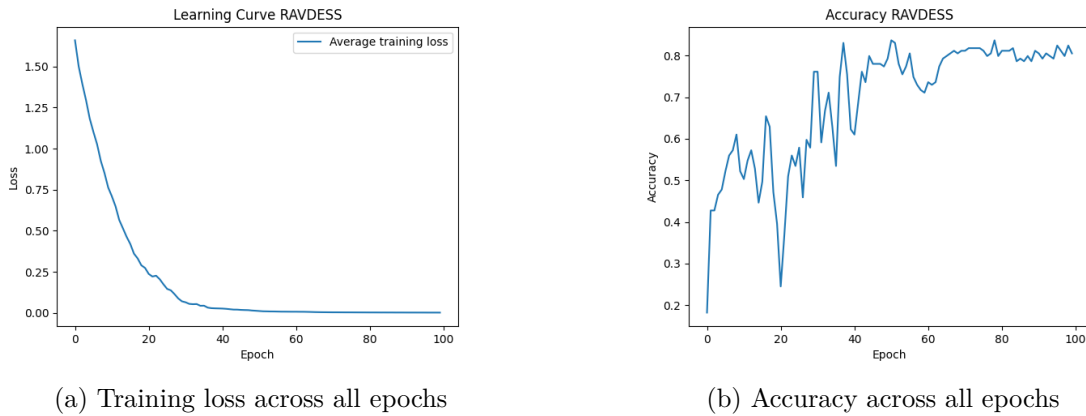 Learning Curve RAVDESS
Average training loss
1.50
1.25
1.00
0.75
0.50
0.25
0.00
Loss
0 20 40 60 80 100
Epoch
(a) Training loss across all epochs
Accuracy RAVDESS
0.8
0.7
0.6
0.5
0.4
0.3
0.2
Accuracy
0 20 40 60 80 100
Epoch
(b) Accuracy across all epochs